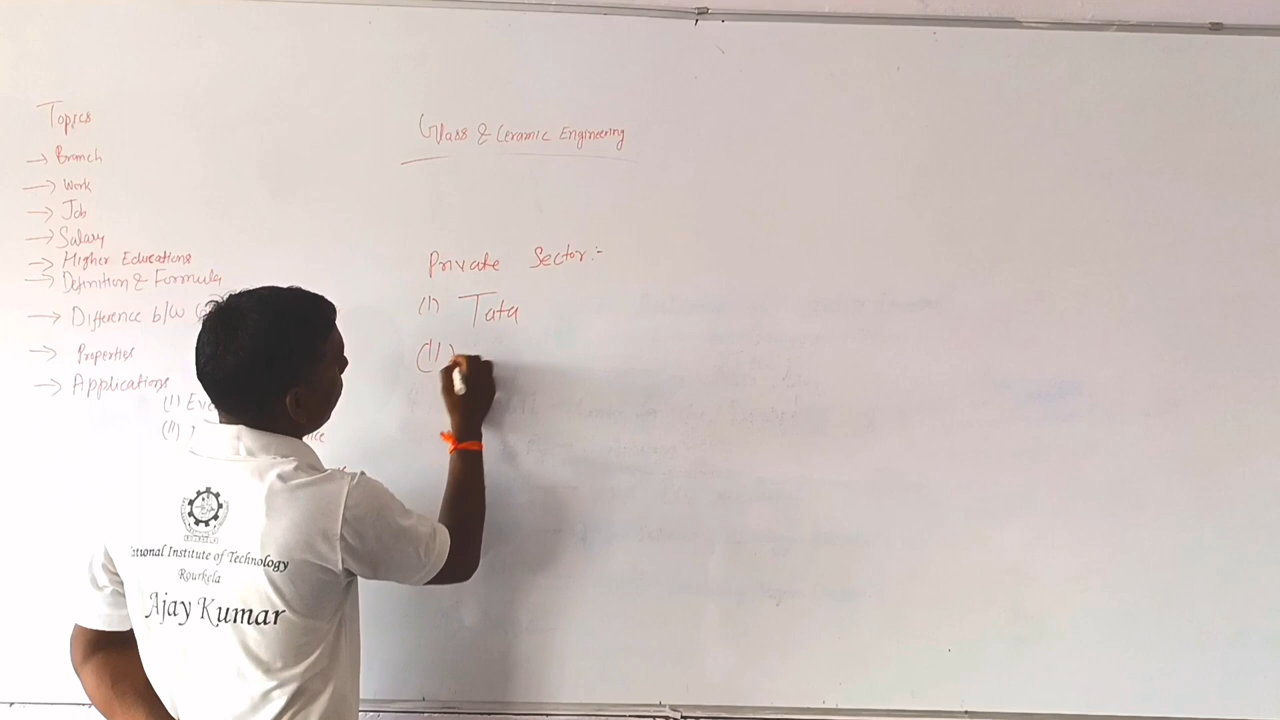 Topics
→ Branch
→ Work
→ Job
→ Salary
→ Higher Educations
→ Definition & Formula
→ Difference b/w
→ Properties
→ Applications
(I)
(II)
Glass & Ceramic Engineering
Private Sector:-
(I) Tata
(II)
National Institute of Technology
Rourkela
Ajay Kumar